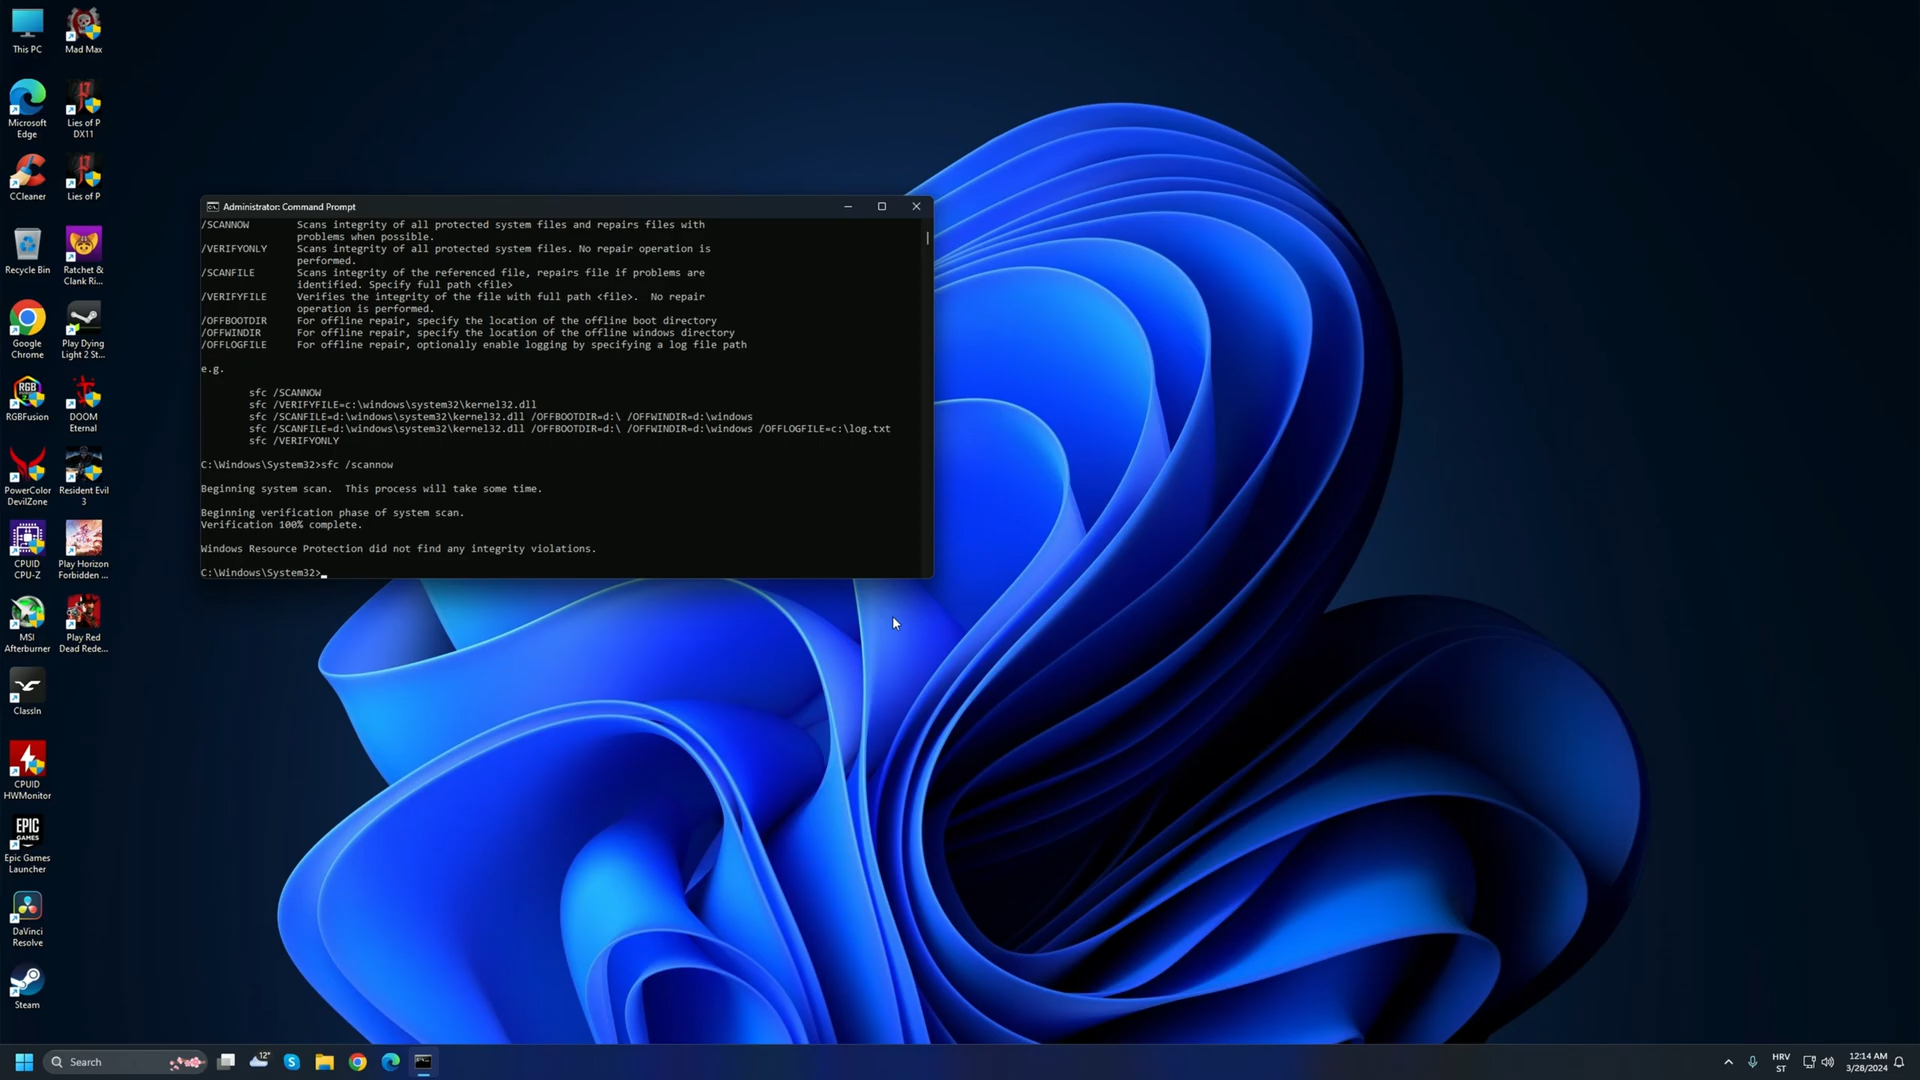 This PC
Mad Max
Microsoft
Edge
Lies of P
DX11
CCleaner
Lies of P
Recycle Bin
Ratchet &
Clank Ri...
Google
Chrome
Play Dying
Light 2 St...
RGBFusion
DOOM
Eternal
PowerColor
DevilZone
Resident Evil
3
CPUID
CPU-Z
Play Horizon
Forbidden ...
MSI
Afterburner
Play Red
Dead Rede...
ClassIn
CPUID
HWMonitor
EPIC
GAMES
Epic Games
Launcher
DaVinci
Resolve
Steam
Administrator: Command Prompt
/SCANNOW Scans integrity of all protected system files and repairs files with
problems when possible.
/VERIFYONLY Scans integrity of all protected system files. No repair operation is
performed.
/SCANFILE Scans integrity of the referenced file, repairs file if problems are
identified. Specify full path <file>
/VERIFYFILE Verifies the integrity of the file with full path <file>. No repair
operation is performed.
/OFFBOOTDIR For offline repair, specify the location of the offline boot directory
/OFFWINDIR For offline repair, specify the location of the offline windows directory
/OFFLOGFILE For offline repair, optionally enable logging by specifying a log file path
e.g.
sfc /SCANNOW
sfc /VERIFYFILE=c:\windows\system32\kernel32.dll
sfc /SCANFILE=d:\windows\system32\kernel32.dll /OFFBOOTDIR=d:\ /OFFWINDIR=d:\windows
sfc /SCANFILE=d:\windows\system32\kernel32.dll /OFFBOOTDIR=d:\ /OFFWINDIR=d:\windows /OFFLOGFILE=c:\log.txt
sfc /VERIFYONLY
C:\Windows\System32>sfc /scannow
Beginning system scan. This process will take some time.
Beginning verification phase of system scan.
Verification 100% complete.
Windows Resource Protection did not find any integrity violations.
C:\Windows\System32>
Search
12°
HRV
ST
12:14 AM
3/28/2024